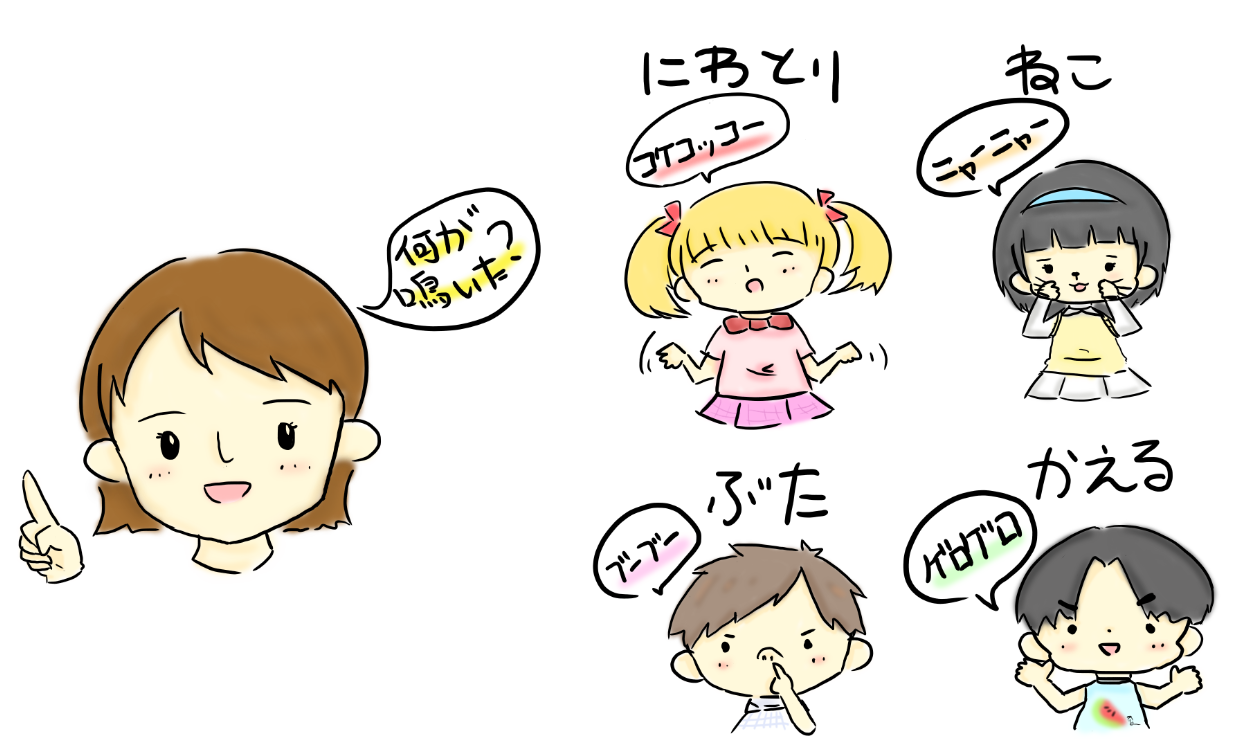 何が
鳴いた?
にわとり
コケコッコー
ねこ
ニャーニャー
ぶた
ブーブー
かえる
ゲロゲロ